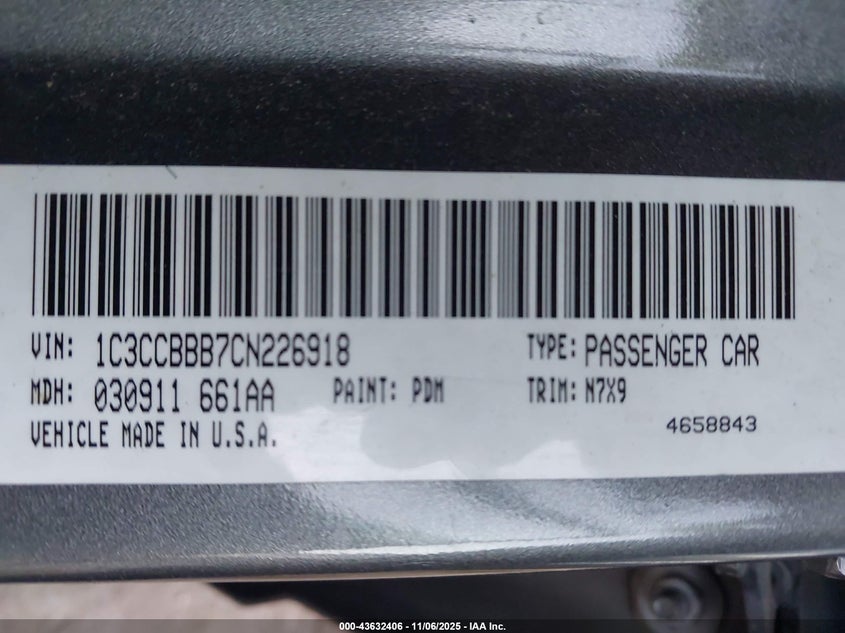 VIN: 1C3CCBBB7CN226918 TYPE: PASSENGER CAR
MDH: 030911 661AA PAINT: PDM TRIM: N7X9
VEHICLE MADE IN U.S.A. 4658843
000-43632406 - 11/06/2025 - IAA Inc.